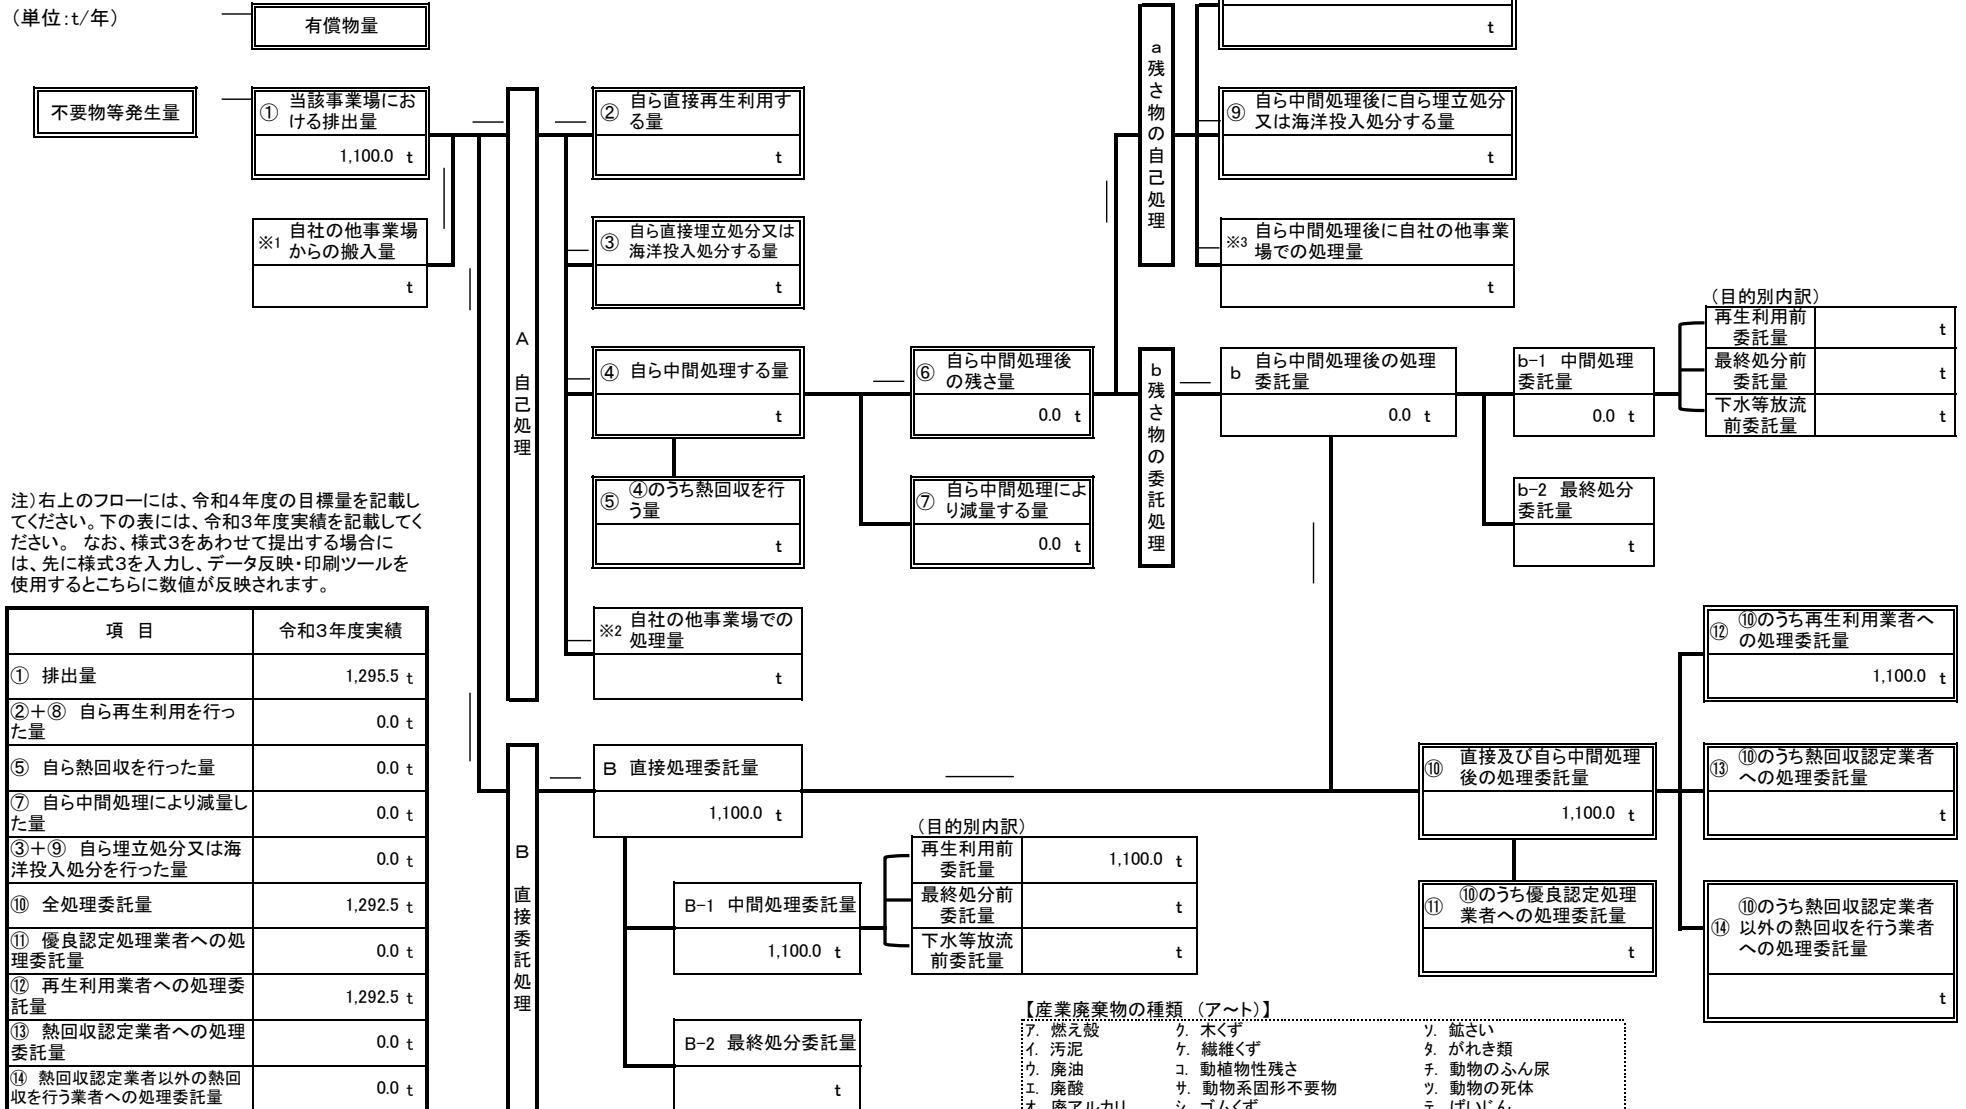 （単位:t/年）
有償物量
t
不要物等発生量
① 当該事業場にお
ける排出量
1,100.0 t
※1 自社の他事業場
からの搬入量
t
A 自己処理
② 自ら直接再生利用す
る量
t
③ 自ら直接埋立処分又は
海洋投入処分する量
t
④ 自ら中間処理する量
t
⑤ ④のうち熱回収を行
う量
t
※2 自社の他事業場での
処理量
t
⑥ 自ら中間処理後
の残さ量
0.0 t
⑦ 自ら中間処理によ
り減量する量
0.0 t
a 残さ物の自己処理
⑨ 自ら中間処理後に自ら埋立処分
又は海洋投入処分する量
t
※3 自ら中間処理後に自社の他事業
場での処理量
t
b 残さ物の委託処理
b 自ら中間処理後の処理
委託量
0.0 t
b-1 中間処理
委託量
0.0 t
b-2 最終処分
委託量
t
（目的別内訳）
再生利用前
委託量
t
最終処分前
委託量
t
下水等放流
前委託量
t
注）右上のフローには、令和４年度の目標量を記載し
てください。下の表には、令和３年度実績を記載してく
ださい。 なお、様式３をあわせて提出する場合に
は、先に様式３を入力し、データ反映・印刷ツールを
使用するとこちらに数値が反映されます。
項 目 令和３年度実績
① 排出量 1,295.5 t
②＋⑧ 自ら再生利用を行っ
た量 0.0 t
⑤ 自ら熱回収を行った量 0.0 t
⑦ 自ら中間処理により減量し
た量 0.0 t
③＋⑨ 自ら埋立処分又は海
洋投入処分を行った量 0.0 t
⑩ 全処理委託量 1,292.5 t
⑪ 優良認定処理業者への処
理委託量 0.0 t
⑫ 再生利用業者への処理委
託量 1,292.5 t
⑬ 熱回収認定業者への処理
委託量 0.0 t
⑭ 熱回収認定業者以外の熱回
収を行う業者への処理委託量 0.0 t
B 直接委託処理
B 直接処理委託量
1,100.0 t
B-1 中間処理委託量
1,100.0 t
B-2 最終処分委託量
t
（目的別内訳）
再生利用前
委託量
1,100.0 t
最終処分前
委託量
t
下水等放流
前委託量
t
⑩ 直接及び自ら中間処理
後の処理委託量
1,100.0 t
⑪ ⑩のうち優良認定処理
業者への処理委託量
t
⑫ ⑩のうち再生利用業者へ
の処理委託量
1,100.0 t
⑬ ⑩のうち熱回収認定業者
への処理委託量
t
⑭ ⑩のうち熱回収認定業者
以外の熱回収を行う業者
への処理委託量
t
【産業廃棄物の種類 （ア～ト）】
ア. 燃え殻 ク. 木くず ソ. 鉱さい
イ. 汚泥 ケ. 繊維くず タ. がれき類
ウ. 廃油 コ. 動植物性残さ チ. 動物のふん尿
エ. 廃酸 サ. 動物系固形不要物 ツ. 動物の死体
オ. 廃アルカリ シ. ゴムくず テ. ばいじん